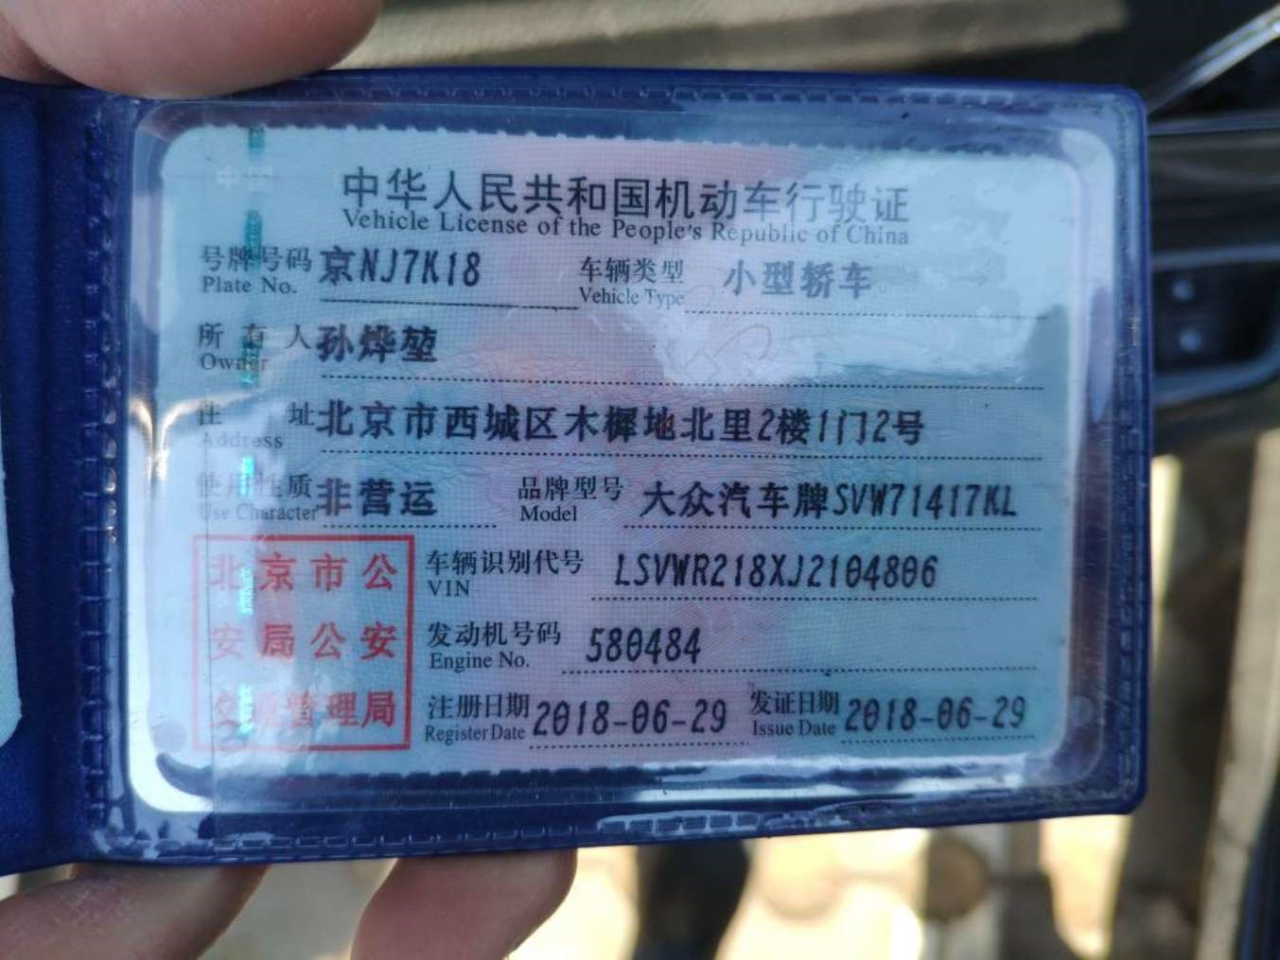 中华人民共和国机动车行驶证
Vehicle License of the People's Republic of China
号牌号码 京NJ7K18 车辆类型 小型轿车
Plate No. Vehicle Type
所有人 孙烨堃
Owner
住址 北京市西城区木樨地北里2楼1门2号
Address
使用性质 非营运 品牌型号 大众汽车牌SVW71417KL
Use Character Model
车辆识别代号 LSVWR218XJ2104806
VIN
发动机号码 580484
Engine No.
注册日期 2018-06-29 发证日期 2018-06-29
Register Date Issue Date
北京市公
安局公安
交通管理局